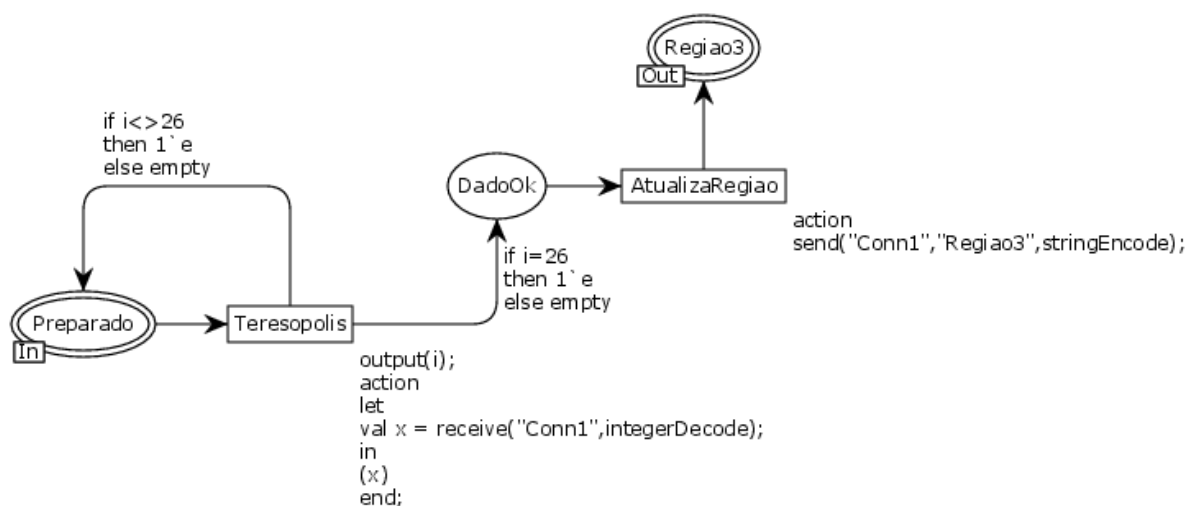 Regiao3
Out
if i<>26
then 1`e
else empty
DadoOk
AtualizaRegiao
action
send("Conn1","Regiao3",stringEncode);
if i=26
then 1`e
else empty
Preparado
In
Teresopolis
output(i);
action
let
val x = receive("Conn1",integerDecode);
in
(x)
end;